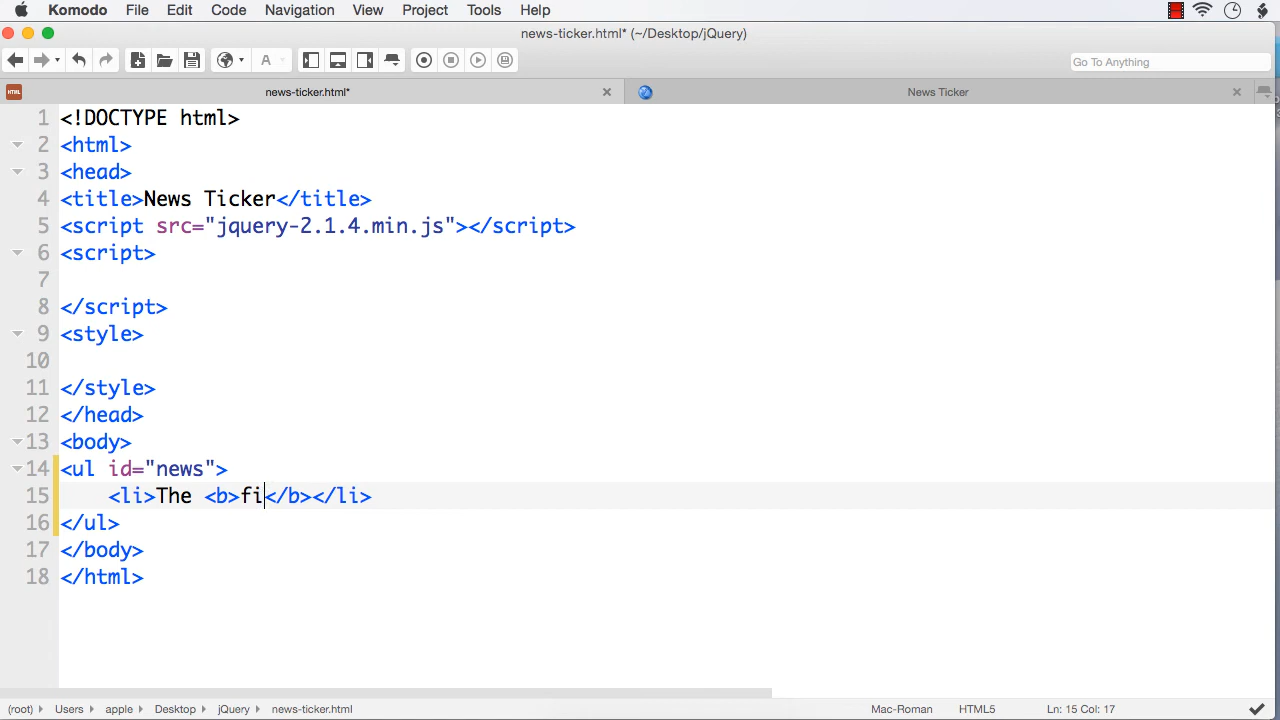 Komodo File Edit Code Navigation View Project Tools Help
news-ticker.html* (~/Desktop/jQuery)
A Go To Anything
HTML news-ticker.html* News Ticker
1 <!DOCTYPE html>
2 <html>
3 <head>
4 <title>News Ticker</title>
5 <script src="jquery-2.1.4.min.js"></script>
6 <script>
7
8 </script>
9 <style>
10
11 </style>
12 </head>
13 <body>
14 <ul id="news">
15 <li>The <b>fi</b></li>
16 </ul>
17 </body>
18 </html>
(root) Users apple Desktop jQuery news-ticker.html Mac-Roman HTML5 Ln: 15 Col: 17